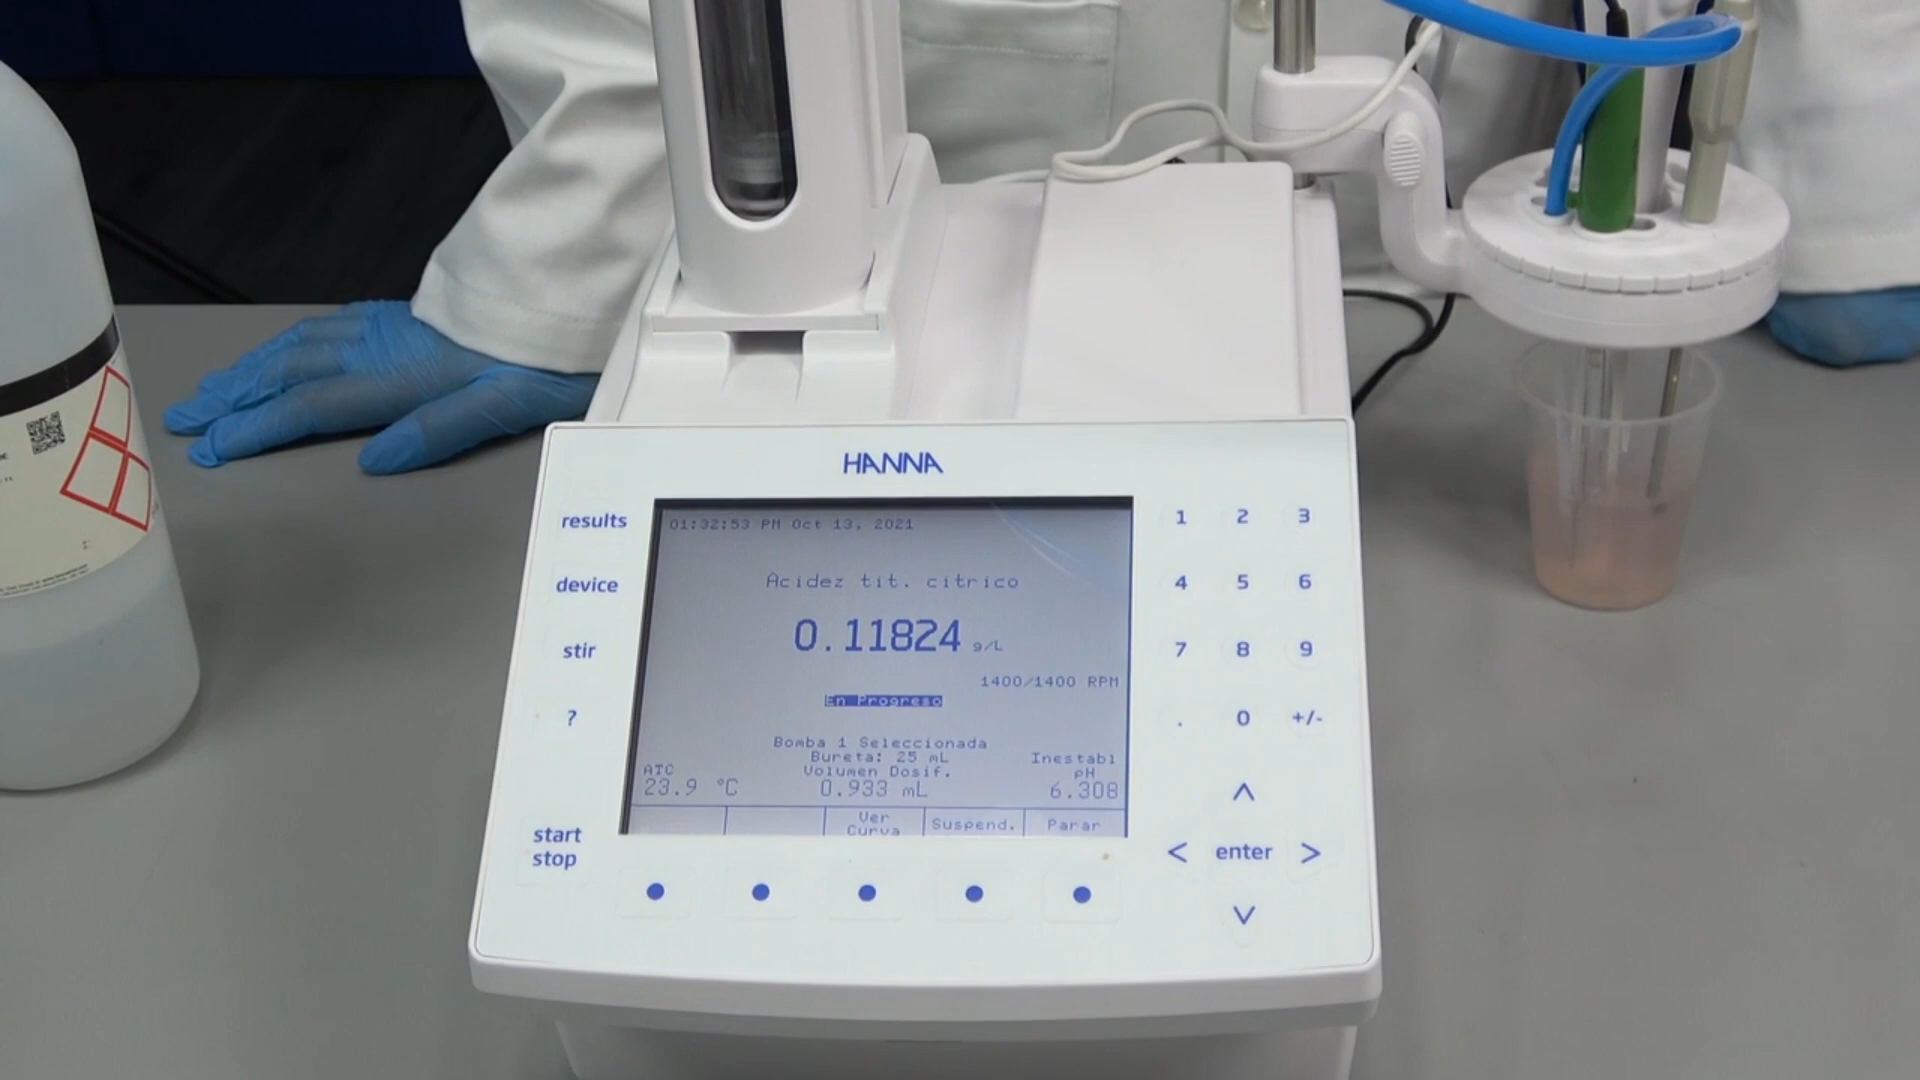 HANNA
results
device
stir
?
start
stop
01:32:53 PM Oct 13, 2021
Acidez tit. citrico
0.11824 g/L
1400/1400 RPM
En Progreso
Bomba 1 Seleccionada
Bureta: 25 mL
Volumen Dosif.
0.933 mL
ATC
23.9 °C
Inestabl
pH
6.308
Ver
Curva
Suspend.
Parar
1 2 3
4 5 6
7 8 9
. 0 +/-
< enter >